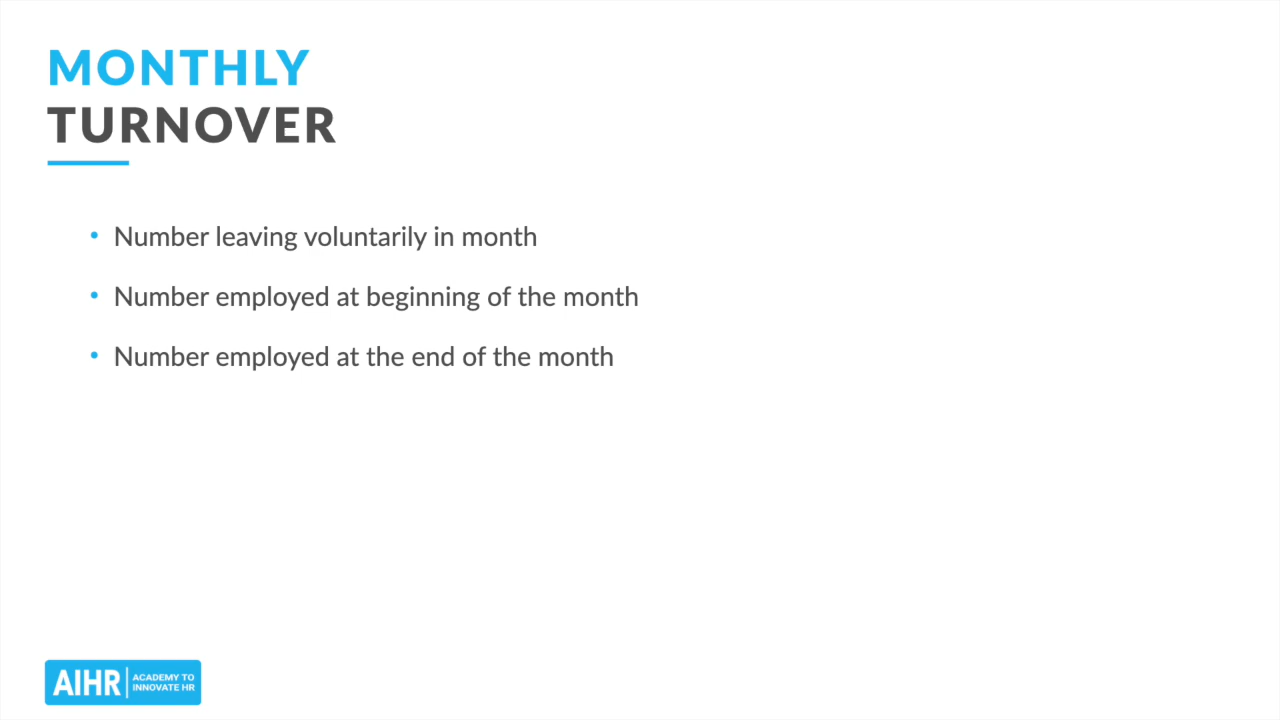 MONTHLY
TURNOVER
• Number leaving voluntarily in month
• Number employed at beginning of the month
• Number employed at the end of the month
AIHR
ACADEMY TO
INNOVATE HR